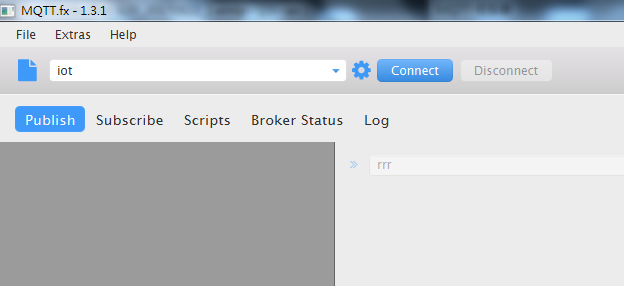 MQTT.fx - 1.3.1
File Extras Help
iot Connect Disconnect
Publish Subscribe Scripts Broker Status Log
» rrr